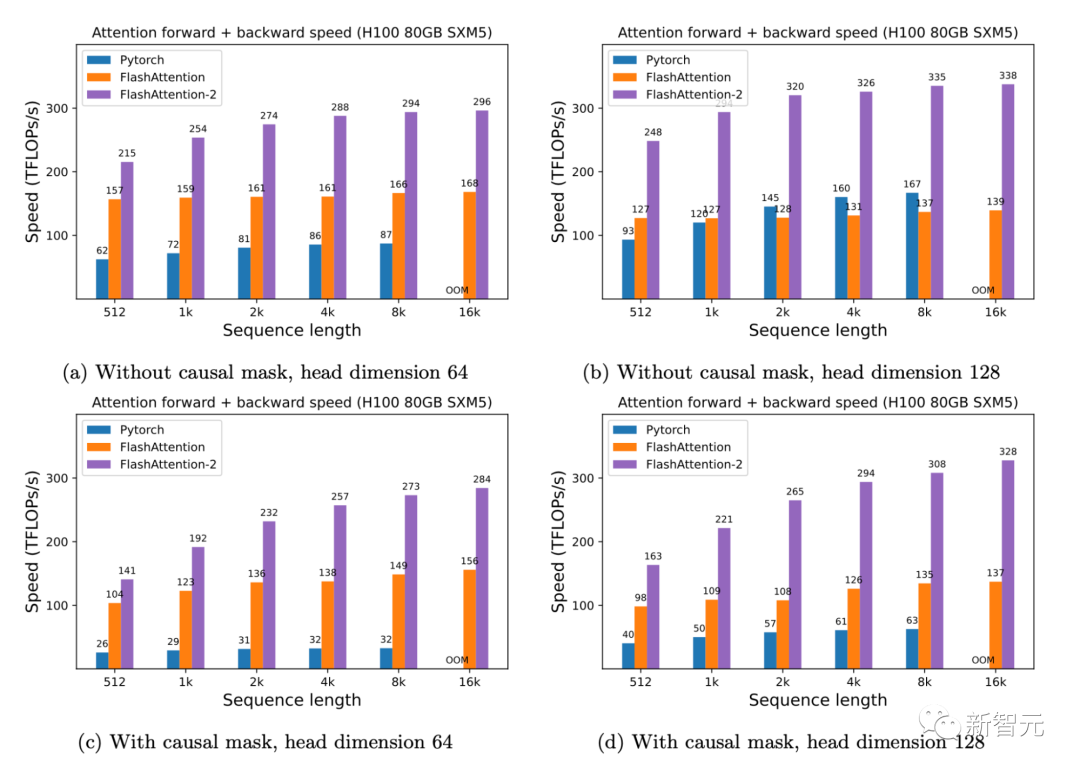 Attention forward + backward speed (H100 80GB SXM5)
Pytorch
FlashAttention
FlashAttention-2
Speed (TFLOPs/s)
300
200
100
62 157 215
72 159 254
81 161 274
86 161 288
87 166 294
OOM 168 296
512 1k 2k 4k 8k 16k
Sequence length
(a) Without causal mask, head dimension 64
Attention forward + backward speed (H100 80GB SXM5)
Pytorch
FlashAttention
FlashAttention-2
Speed (TFLOPs/s)
300
200
100
93 127 248
120 127 294
145 128 320
160 131 326
167 137 335
OOM 139 338
512 1k 2k 4k 8k 16k
Sequence length
(b) Without causal mask, head dimension 128
Attention forward + backward speed (H100 80GB SXM5)
Pytorch
FlashAttention
FlashAttention-2
Speed (TFLOPs/s)
300
200
100
26 104 141
29 123 192
31 136 232
32 138 257
32 149 273
OOM 156 284
512 1k 2k 4k 8k 16k
Sequence length
(c) With causal mask, head dimension 64
Attention forward + backward speed (H100 80GB SXM5)
Pytorch
FlashAttention
FlashAttention-2
Speed (TFLOPs/s)
300
200
100
40 98 163
50 109 221
57 108 265
61 126 294
63 135 308
OOM 137 328
512 1k 2k 4k 8k 16k
Sequence length
(d) With causal mask, head dimension 128
新智元